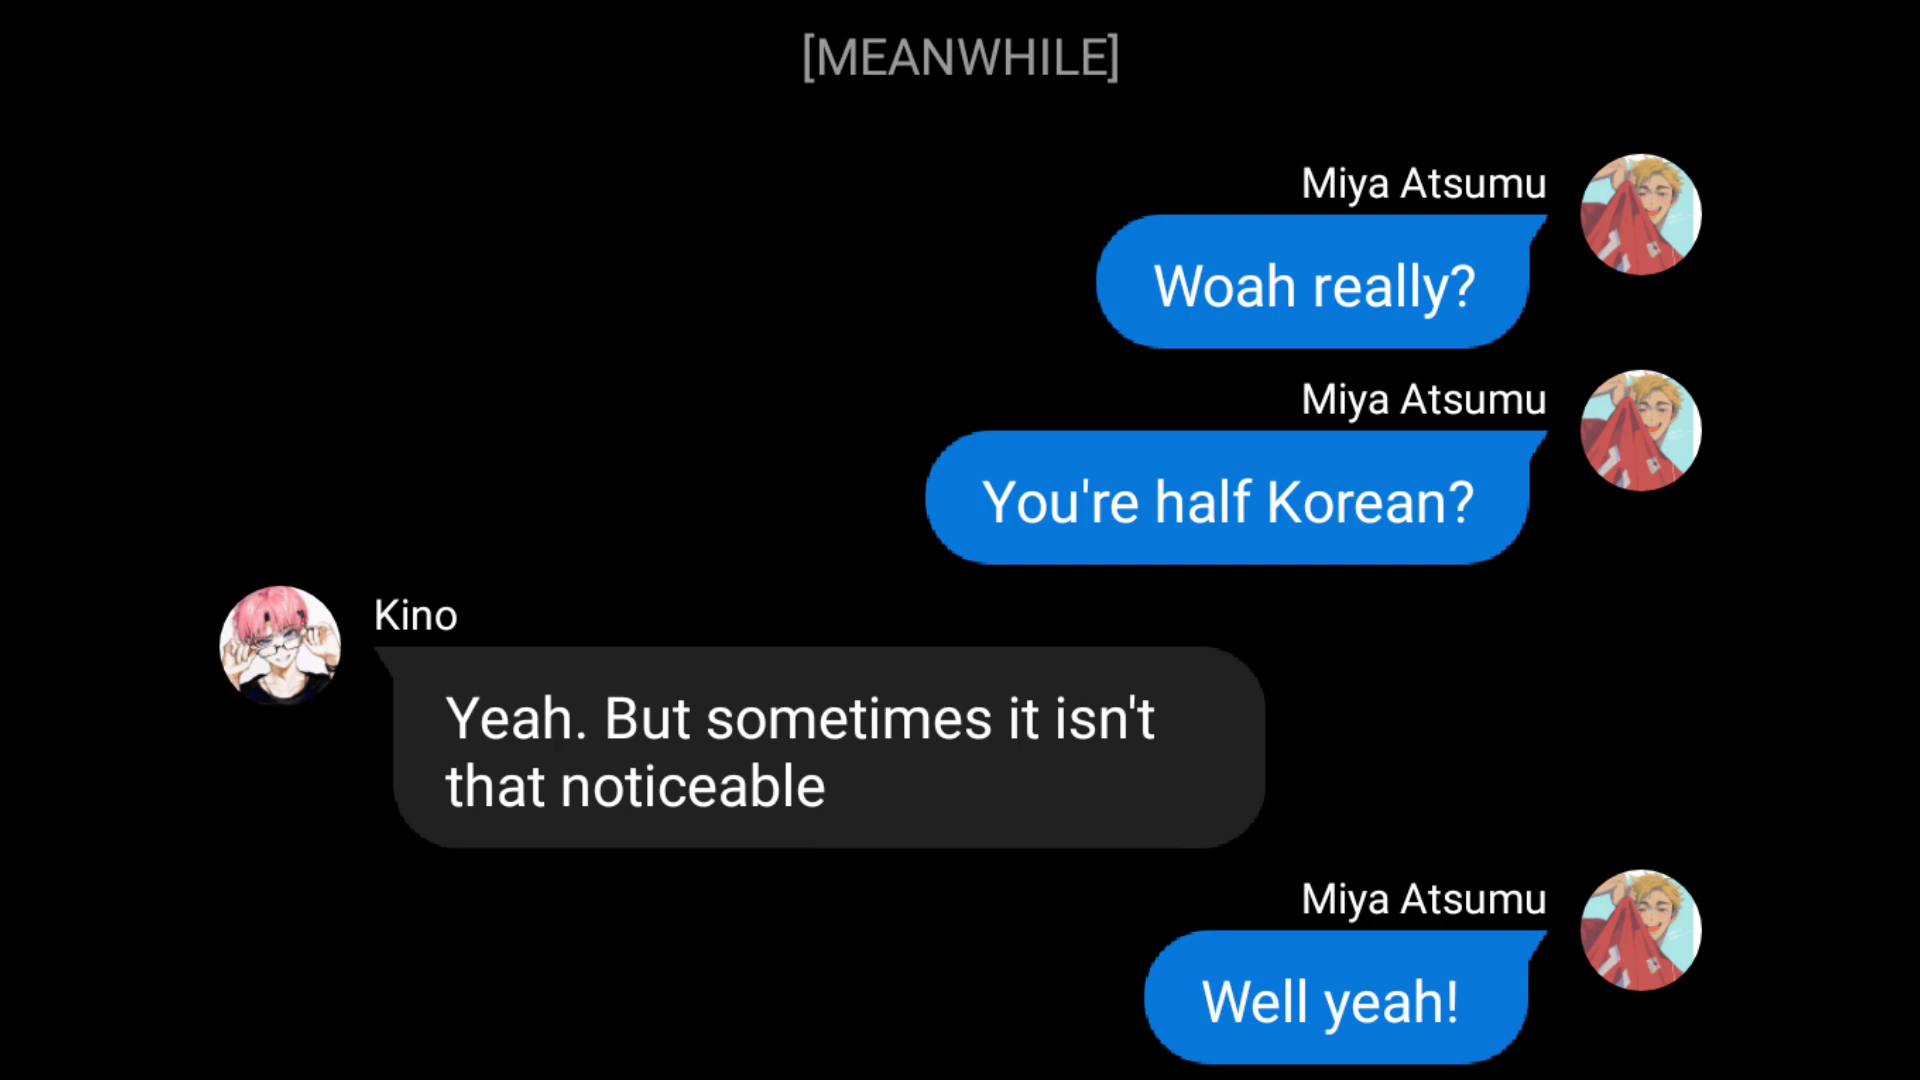 [MEANWHILE]
Miya Atsumu
Woah really?
Miya Atsumu
You're half Korean?
Kino
Yeah. But sometimes it isn't
that noticeable
Miya Atsumu
Well yeah!